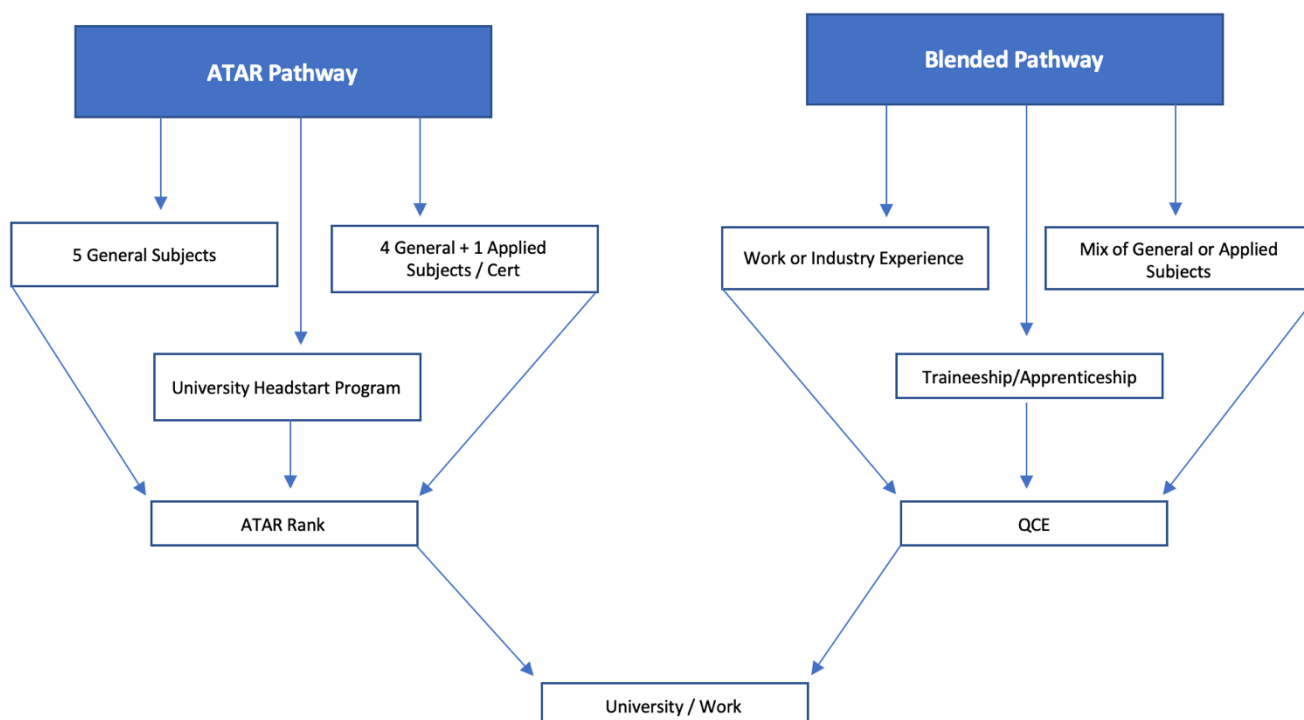 ATAR Pathway
Blended Pathway
5 General Subjects
4 General + 1 Applied
Subjects / Cert
Work or Industry Experience
Mix of General or Applied
Subjects
University Headstart Program
Traineeship/Apprenticeship
ATAR Rank
QCE
University / Work